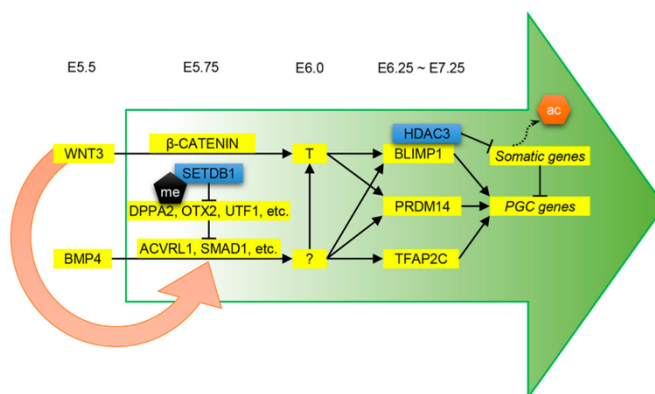 E5.5 E5.75 E6.0 E6.25 ~ E7.25
ac
HDAC3
β-CATENIN
WNT3 T BLIMP1 Somatic genes
SETDB1
me
DPPA2, OTX2, UTF1, etc. PRDM14 PGC genes
ACVRL1, SMAD1, etc.
BMP4 ? TFAP2C